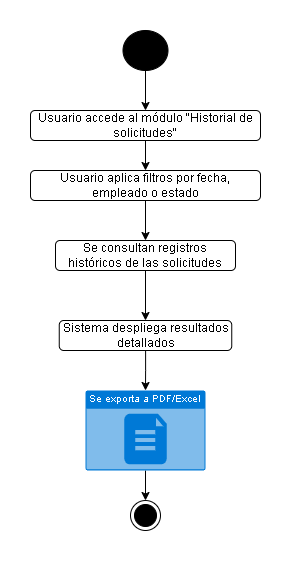 Usuario accede al módulo "Historial de
solicitudes"
Usuario aplica filtros por fecha,
empleado o estado
Se consultan registros
históricos de las solicitudes
Sistema despliega resultados
detallados
Se exporta a PDF/Excel